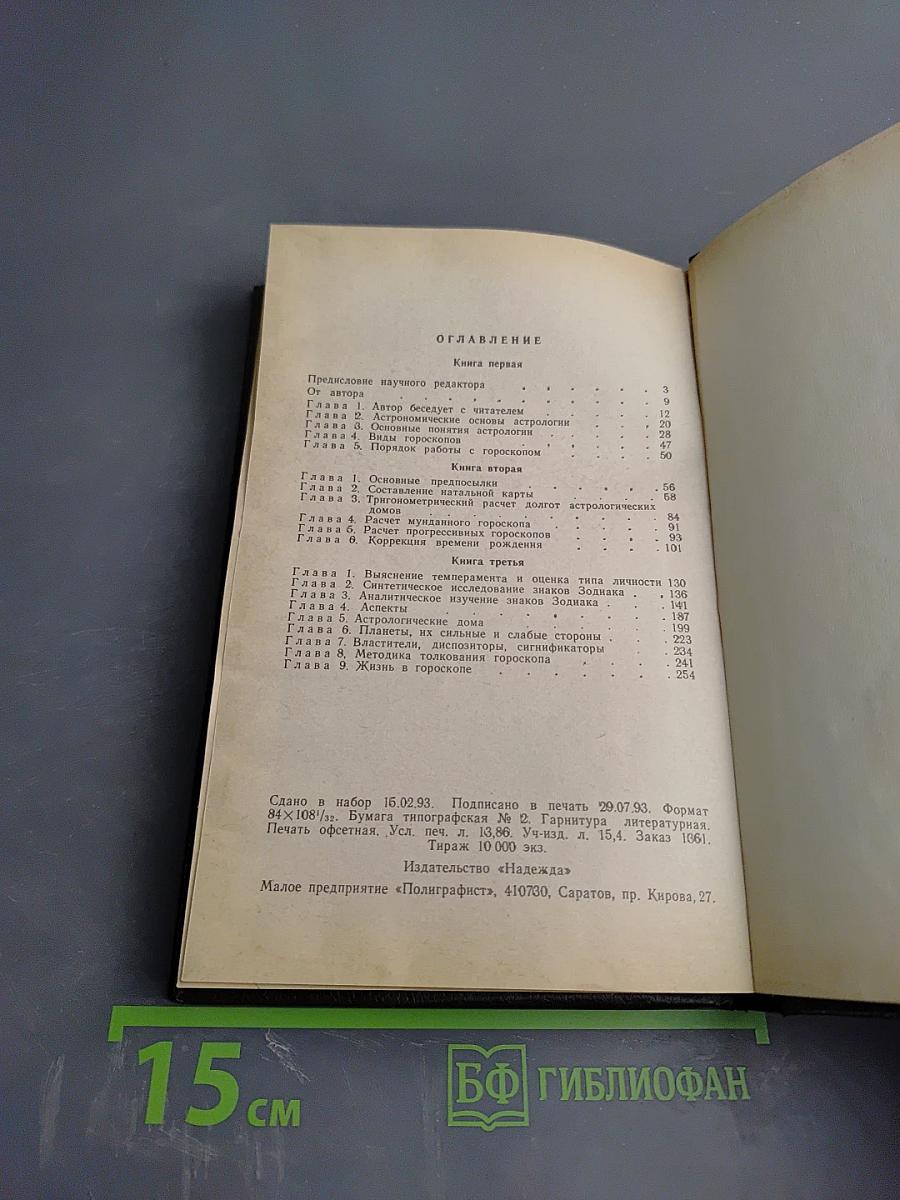 ОГЛАВЛЕНИЕ
Книга первая
Предисловие научного редактора . . . . . . 3
От автора . . . . . . . . . 9
Глава 1. Автор беседует с читателем . . . . 12
Глава 2. Астрономические основы астрологии . . . 20
Глава 3. Основные понятия астрологии . . . . 28
Глава 4. Виды гороскопов . . . . . . 47
Глава 5. Порядок работы с гороскопом . . . . 50
Книга вторая
Глава 1. Основные предпосылки . . . . . 56
Глава 2. Составление натальной карты . . . . 68
Глава 3. Тригонометрический расчет долгот астрологических
домов . . . . . . . . 84
Глава 4. Расчет мунданного гороскопа . . . . 91
Глава 5. Расчет прогрессивных гороскопов . . . . 93
Глава 6. Коррекция времени рождения . . . . 101
Книга третья
Глава 1. Выяснение темперамента и оценка типа личности 130
Глава 2. Синтетическое исследование знаков Зодиака . . 136
Глава 3. Аналитическое изучение знаков Зодиака . . . 141
Глава 4. Аспекты . . . . . . . 187
Глава 5. Астрологические дома . . . . . 199
Глава 6. Планеты, их сильные и слабые стороны . . . 223
Глава 7. Властители, диспозиторы, сигнификаторы . . 234
Глава 8. Методика толкования гороскопа . . . . 241
Глава 9. Жизнь в гороскопе . . . . . . 254
Сдано в набор 15.02.93. Подписано в печать 29.07.93. Формат
84×108¹/₃₂. Бумага типографская № 2. Гарнитура литературная.
Печать офсетная. Усл. печ. л. 13,86. Уч-изд. л. 15,4. Заказ 1361.
Тираж 10 000 экз.
Издательство «Надежда»
Малое предприятие «Полиграфист», 410730, Саратов, пр. Кирова, 27.
15 см
БФ ГИБЛИОФАН